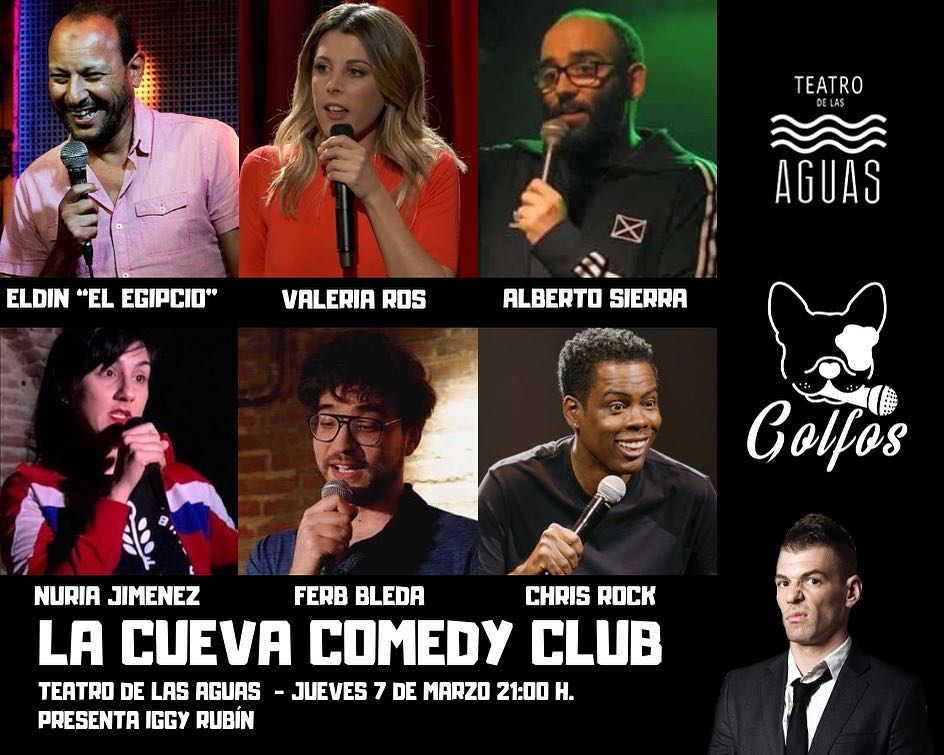 ELDIN "EL EGIPCIO"
VALERIA ROS
ALBERTO SIERRA
NURIA JIMENEZ
FERB BLEDA
CHRIS ROCK
LA CUEVA COMEDY CLUB
TEATRO DE LAS AGUAS - JUEVES 7 DE MARZO 21:00 H.
PRESENTA IGGY RUBÍN
TEATRO
DE LAS
AGUAS
Golfos